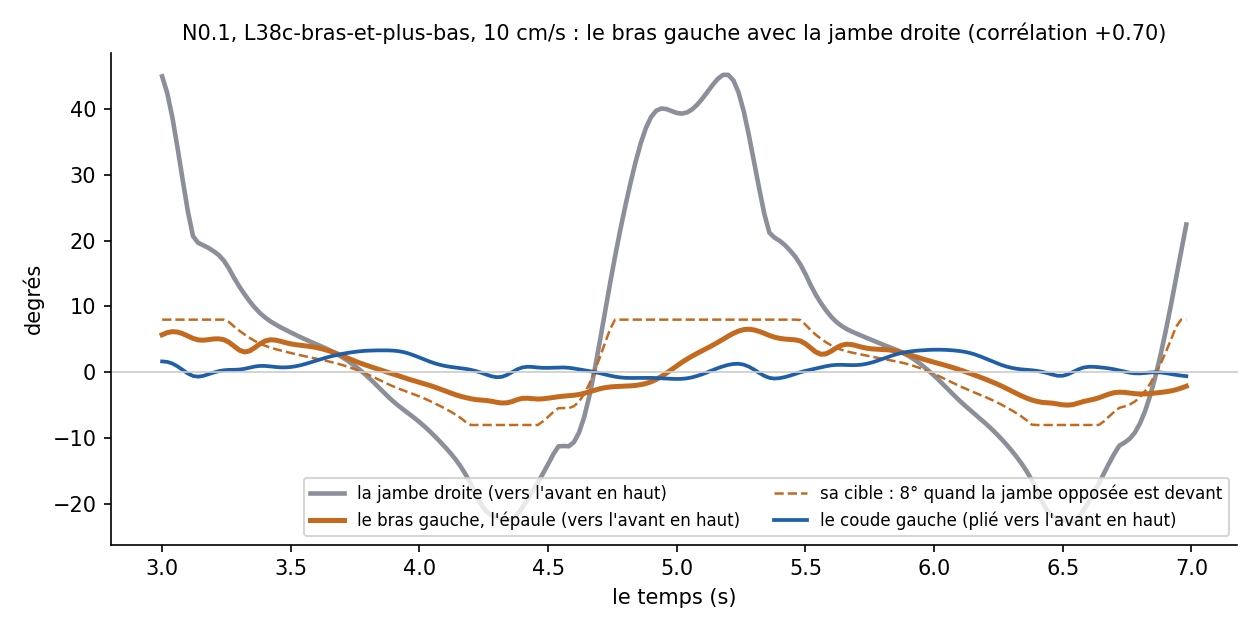 N0.1, L38c-bras-et-plus-bas, 10 cm/s : le bras gauche avec la jambe droite (corrélation +0.70)
degrés
40
30
20
10
0
−10
−20
la jambe droite (vers l'avant en haut)
le bras gauche, l'épaule (vers l'avant en haut)
sa cible : 8° quand la jambe opposée est devant
le coude gauche (plié vers l'avant en haut)
3.0 3.5 4.0 4.5 5.0 5.5 6.0 6.5 7.0
le temps (s)